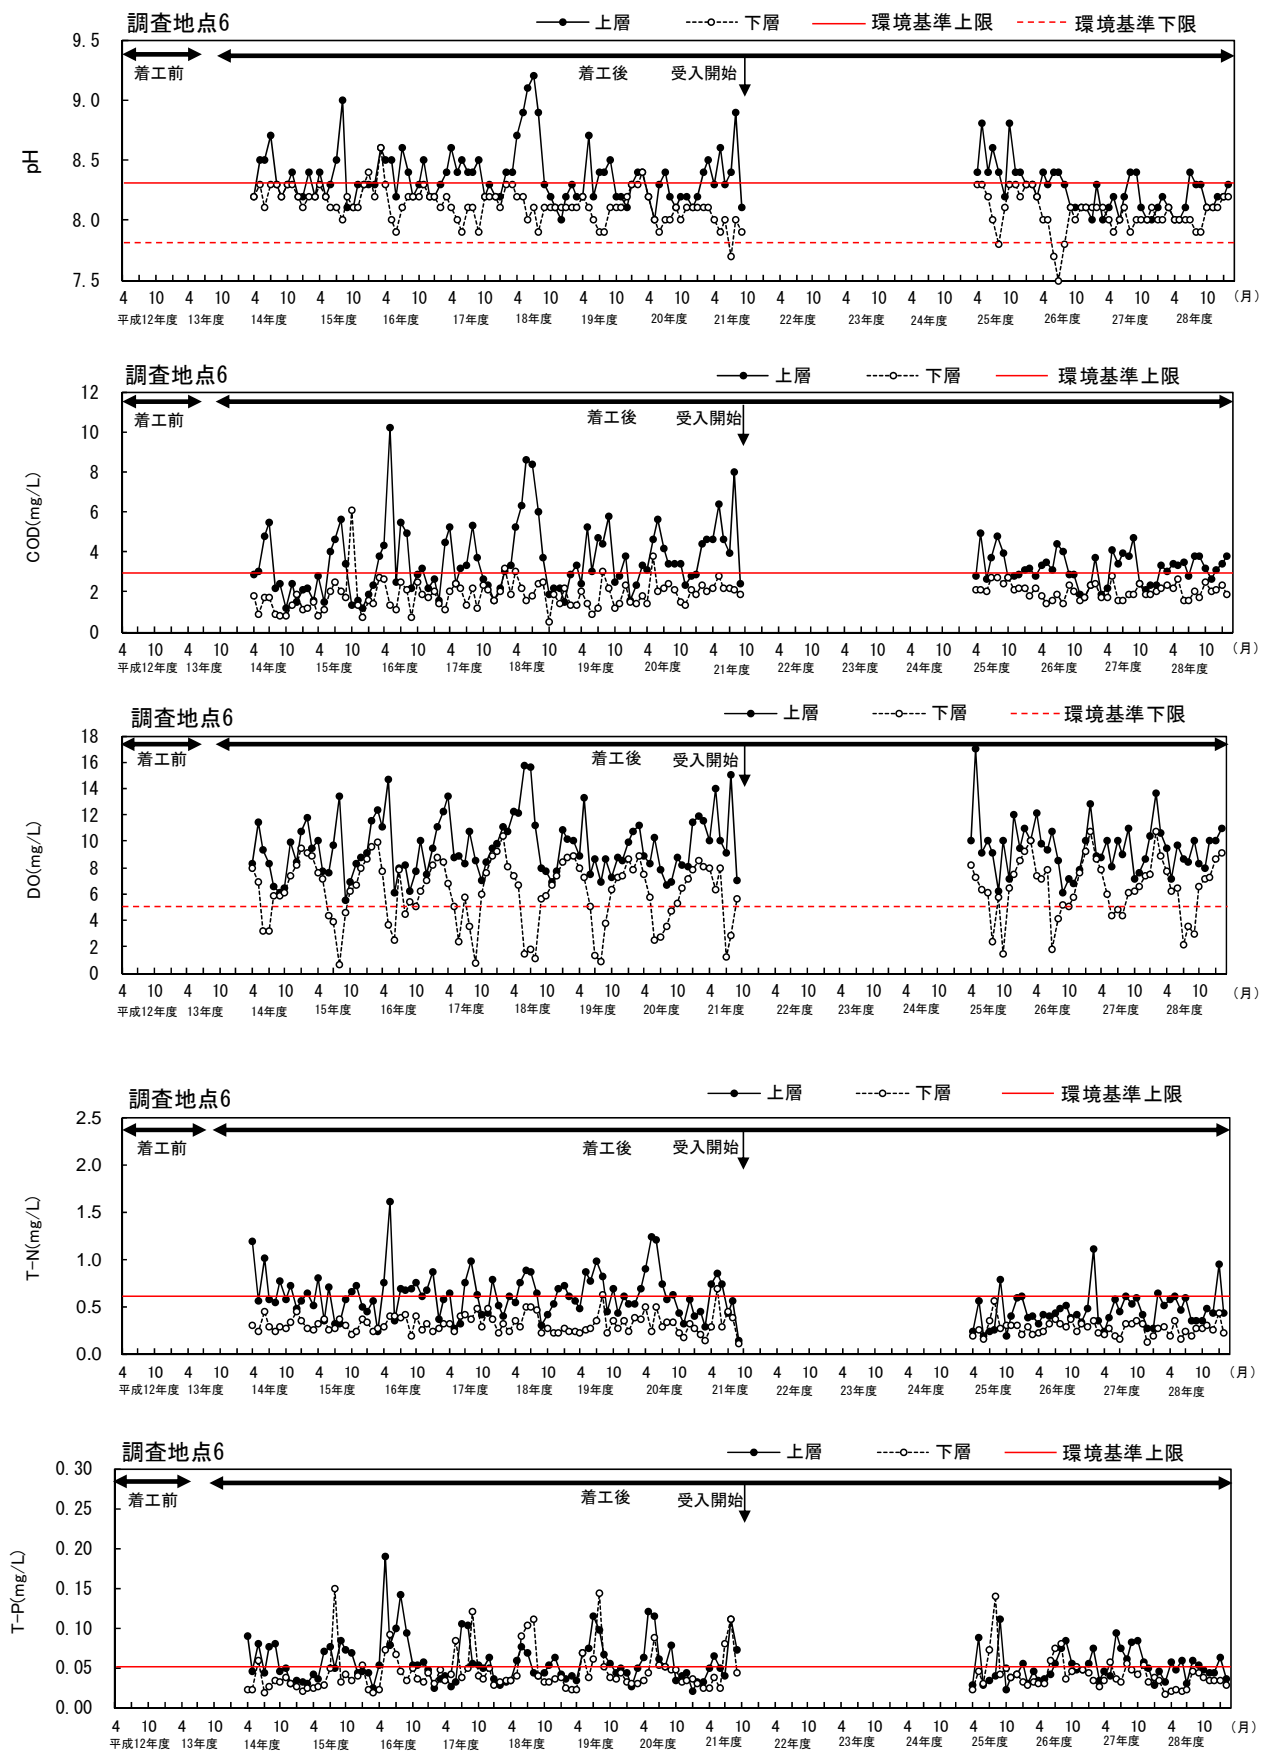 調査地点6 上層 下層 環境基準上限 環境基準下限
9.5
着工前 着工後 受入開始
9.0
8.5
pH
8.0
7.5
4 10 4 10 4 10 4 10 4 10 4 10 4 10 4 10 4 10 4 10 4 10 4 10 4 10 4 10 4 10 4 10 4 10 (月)
平成12年度 13年度 14年度 15年度 16年度 17年度 18年度 19年度 20年度 21年度 22年度 23年度 24年度 25年度 26年度 27年度 28年度
調査地点6 上層 下層 環境基準上限
12
着工前 着工後 受入開始
10
8
6
COD(mg/L)
4
2
0
4 10 4 10 4 10 4 10 4 10 4 10 4 10 4 10 4 10 4 10 4 10 4 10 4 10 4 10 4 10 4 10 4 10 (月)
平成12年度 13年度 14年度 15年度 16年度 17年度 18年度 19年度 20年度 21年度 22年度 23年度 24年度 25年度 26年度 27年度 28年度
調査地点6 上層 下層 環境基準下限
18
着工前 着工後 受入開始
16
14
12
10
DO(mg/L)
8
6
4
2
0
4 10 4 10 4 10 4 10 4 10 4 10 4 10 4 10 4 10 4 10 4 10 4 10 4 10 4 10 4 10 4 10 4 10 (月)
平成12年度 13年度 14年度 15年度 16年度 17年度 18年度 19年度 20年度 21年度 22年度 23年度 24年度 25年度 26年度 27年度 28年度
調査地点6 上層 下層 環境基準上限
2.5
着工前 着工後 受入開始
2.0
1.5
T-N(mg/L)
1.0
0.5
0.0
4 10 4 10 4 10 4 10 4 10 4 10 4 10 4 10 4 10 4 10 4 10 4 10 4 10 4 10 4 10 4 10 4 10 (月)
平成12年度 13年度 14年度 15年度 16年度 17年度 18年度 19年度 20年度 21年度 22年度 23年度 24年度 25年度 26年度 27年度 28年度
調査地点6 上層 下層 環境基準上限
0.30
着工前 着工後 受入開始
0.25
0.20
0.15
T-P(mg/L)
0.10
0.05
0.00
4 10 4 10 4 10 4 10 4 10 4 10 4 10 4 10 4 10 4 10 4 10 4 10 4 10 4 10 4 10 4 10 4 10 (月)
平成12年度 13年度 14年度 15年度 16年度 17年度 18年度 19年度 20年度 21年度 22年度 23年度 24年度 25年度 26年度 27年度 28年度